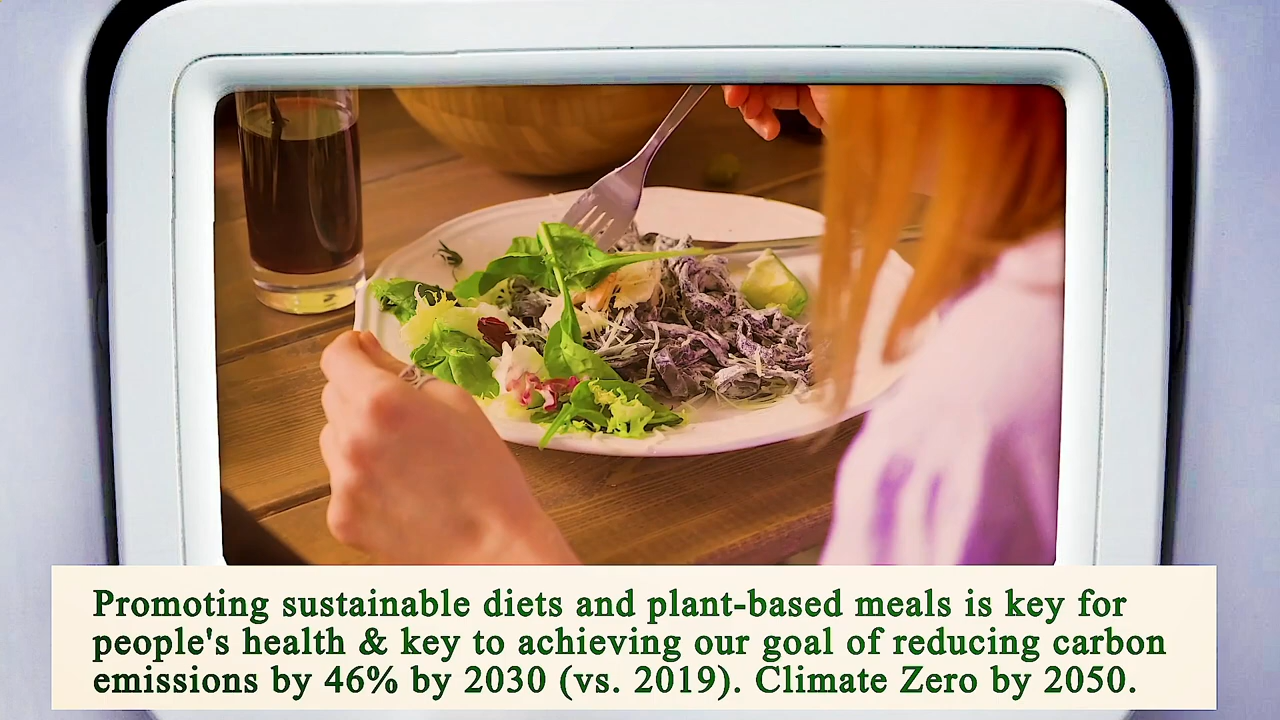 Promoting sustainable diets and plant-based meals is key for
people's health & key to achieving our goal of reducing carbon
emissions by 46% by 2030 (vs. 2019). Climate Zero by 2050.